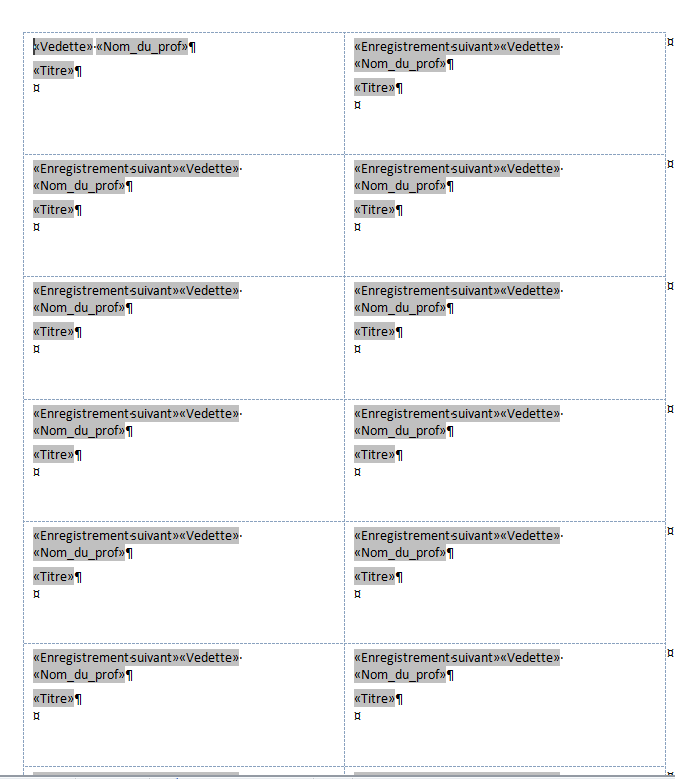 «Vedette» «Nom_du_prof»¶
«Titre»¶
¤
«Enregistrement suivant»«Vedette»·
«Nom_du_prof»¶
«Titre»¶
¤
¤
«Enregistrement suivant»«Vedette»·
«Nom_du_prof»¶
«Titre»¶
¤
«Enregistrement suivant»«Vedette»·
«Nom_du_prof»¶
«Titre»¶
¤
¤
«Enregistrement suivant»«Vedette»·
«Nom_du_prof»¶
«Titre»¶
¤
«Enregistrement suivant»«Vedette»·
«Nom_du_prof»¶
«Titre»¶
¤
¤
«Enregistrement suivant»«Vedette»·
«Nom_du_prof»¶
«Titre»¶
¤
«Enregistrement suivant»«Vedette»·
«Nom_du_prof»¶
«Titre»¶
¤
¤
«Enregistrement suivant»«Vedette»·
«Nom_du_prof»¶
«Titre»¶
¤
«Enregistrement suivant»«Vedette»·
«Nom_du_prof»¶
«Titre»¶
¤
¤
«Enregistrement suivant»«Vedette»·
«Nom_du_prof»¶
«Titre»¶
¤
«Enregistrement suivant»«Vedette»·
«Nom_du_prof»¶
«Titre»¶
¤
¤